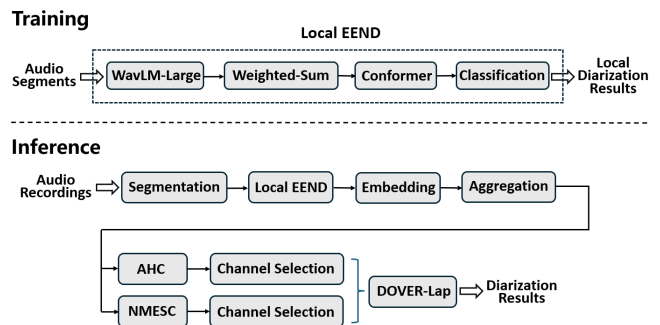 Training
Local EEND
Audio
Segments
WavLM-Large
Weighted-Sum
Conformer
Classification
Local
Diarization
Results
Inference
Audio
Recordings
Segmentation
Local EEND
Embedding
Aggregation
AHC
Channel Selection
NMESC
Channel Selection
DOVER-Lap
Diarization
Results